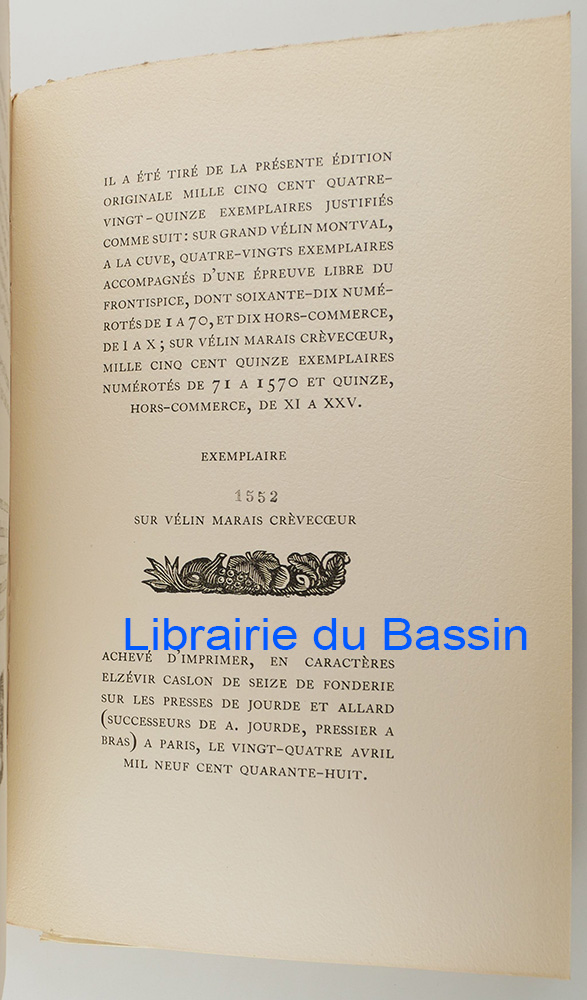 IL A ÉTÉ TIRÉ DE LA PRÉSENTE ÉDITION
ORIGINALE MILLE CINQ CENT QUATRE-
VINGT-QUINZE EXEMPLAIRES JUSTIFIÉS
COMME SUIT : SUR GRAND VÉLIN MONTVAL,
A LA CUVE, QUATRE-VINGTS EXEMPLAIRES
ACCOMPAGNÉS D'UNE ÉPREUVE LIBRE DU
FRONTISPICE, DONT SOIXANTE-DIX NUMÉ-
ROTÉS DE 1 A 70, ET DIX HORS-COMMERCE,
DE I A X ; SUR VÉLIN MARAIS CRÈVECŒUR,
MILLE CINQ CENT QUINZE EXEMPLAIRES
NUMÉROTÉS DE 71 A 1570 ET QUINZE,
HORS-COMMERCE, DE XI A XXV.
EXEMPLAIRE
1552
SUR VÉLIN MARAIS CRÈVECŒUR
Librairie du Bassin
ACHEVÉ D'IMPRIMER, EN CARACTÈRES
ELZÉVIR CASLON DE SEIZE DE FONDERIE
SUR LES PRESSES DE JOURDE ET ALLARD
(SUCCESSEURS DE A. JOURDE, PRESSIER A
BRAS) A PARIS, LE VINGT-QUATRE AVRIL
MIL NEUF CENT QUARANTE-HUIT.